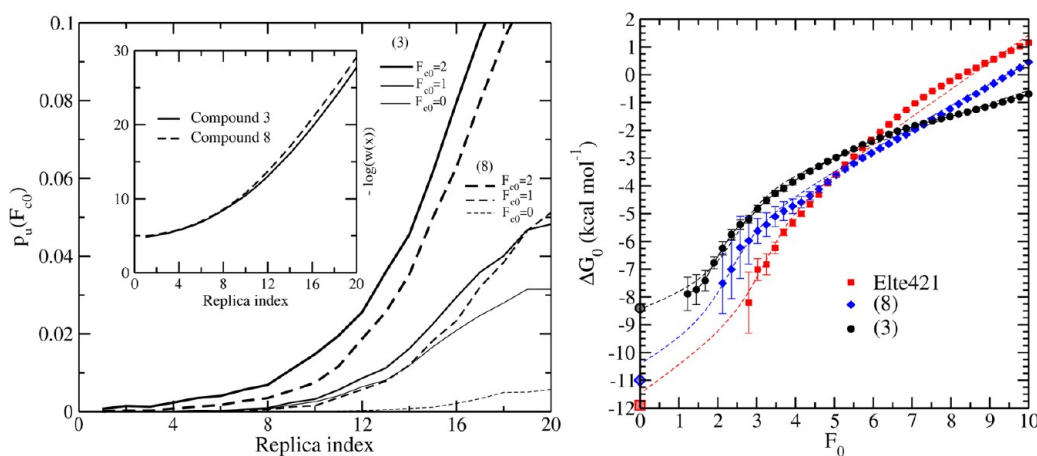 0.1
0.08
0.06
0.04
0.02
0
p_u(F_c0)
0 4 8 12 16 20
Replica index
30
25
20
15
10
5
0
Compound 3
Compound 8
-log(w(x))
0 4 8 12 16 20
Replica index
(3)
F_c0=2
F_c0=1
F_c0=0
(8)
F_c0=2
F_c0=1
F_c0=0
2
1
0
-1
-2
-3
-4
-5
-6
-7
-8
-9
-10
-11
-12
ΔG_0 (kcal mol^-1)
Elte421
(8)
(3)
0 1 2 3 4 5 6 7 8 9 10
F_0